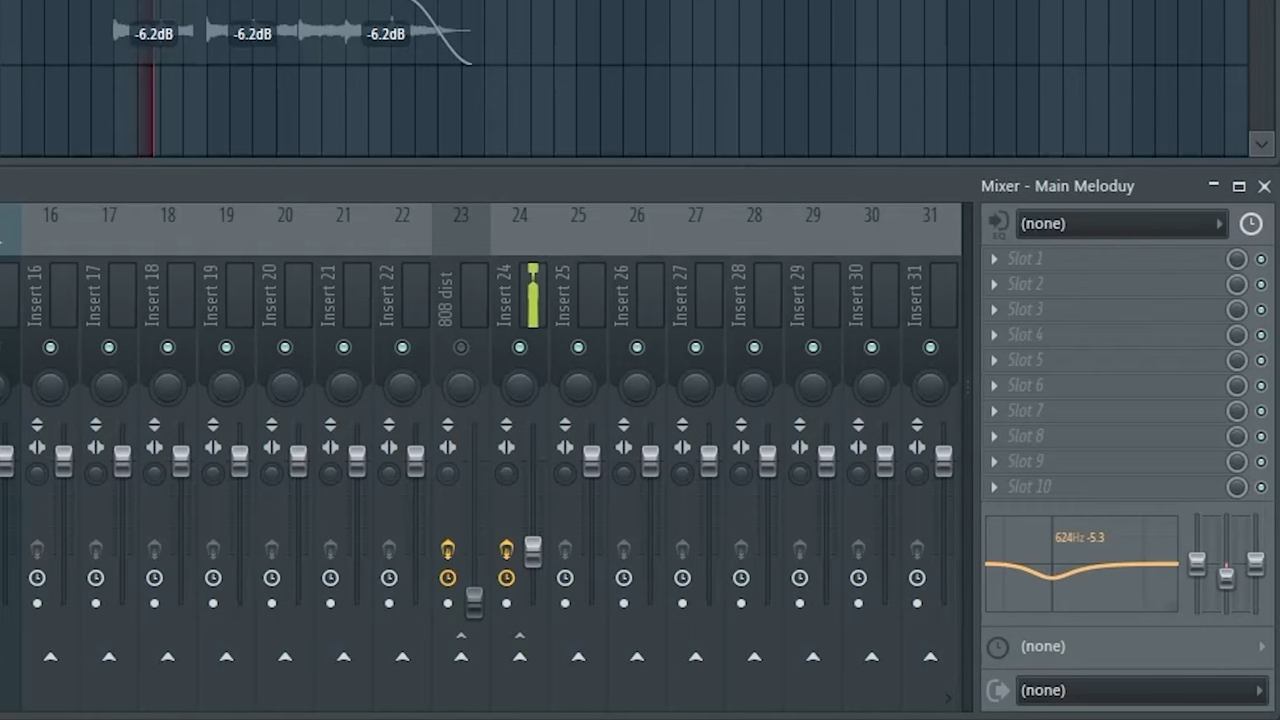 -6.2dB -6.2dB -6.2dB
Mixer - Main Meloduy
16 17 18 19 20 21 22 23 24 25 26 27 28 29 30 31
(none)
EQ
Insert 16 Insert 17 Insert 18 Insert 19 Insert 20 Insert 21 Insert 22 808 dist Insert 24 Insert 25 Insert 26 Insert 27 Insert 28 Insert 29 Insert 30 Insert 31
Slot 1
Slot 2
Slot 3
Slot 4
Slot 5
Slot 6
Slot 7
Slot 8
Slot 9
Slot 10
624Hz -5.3
(none)
(none)